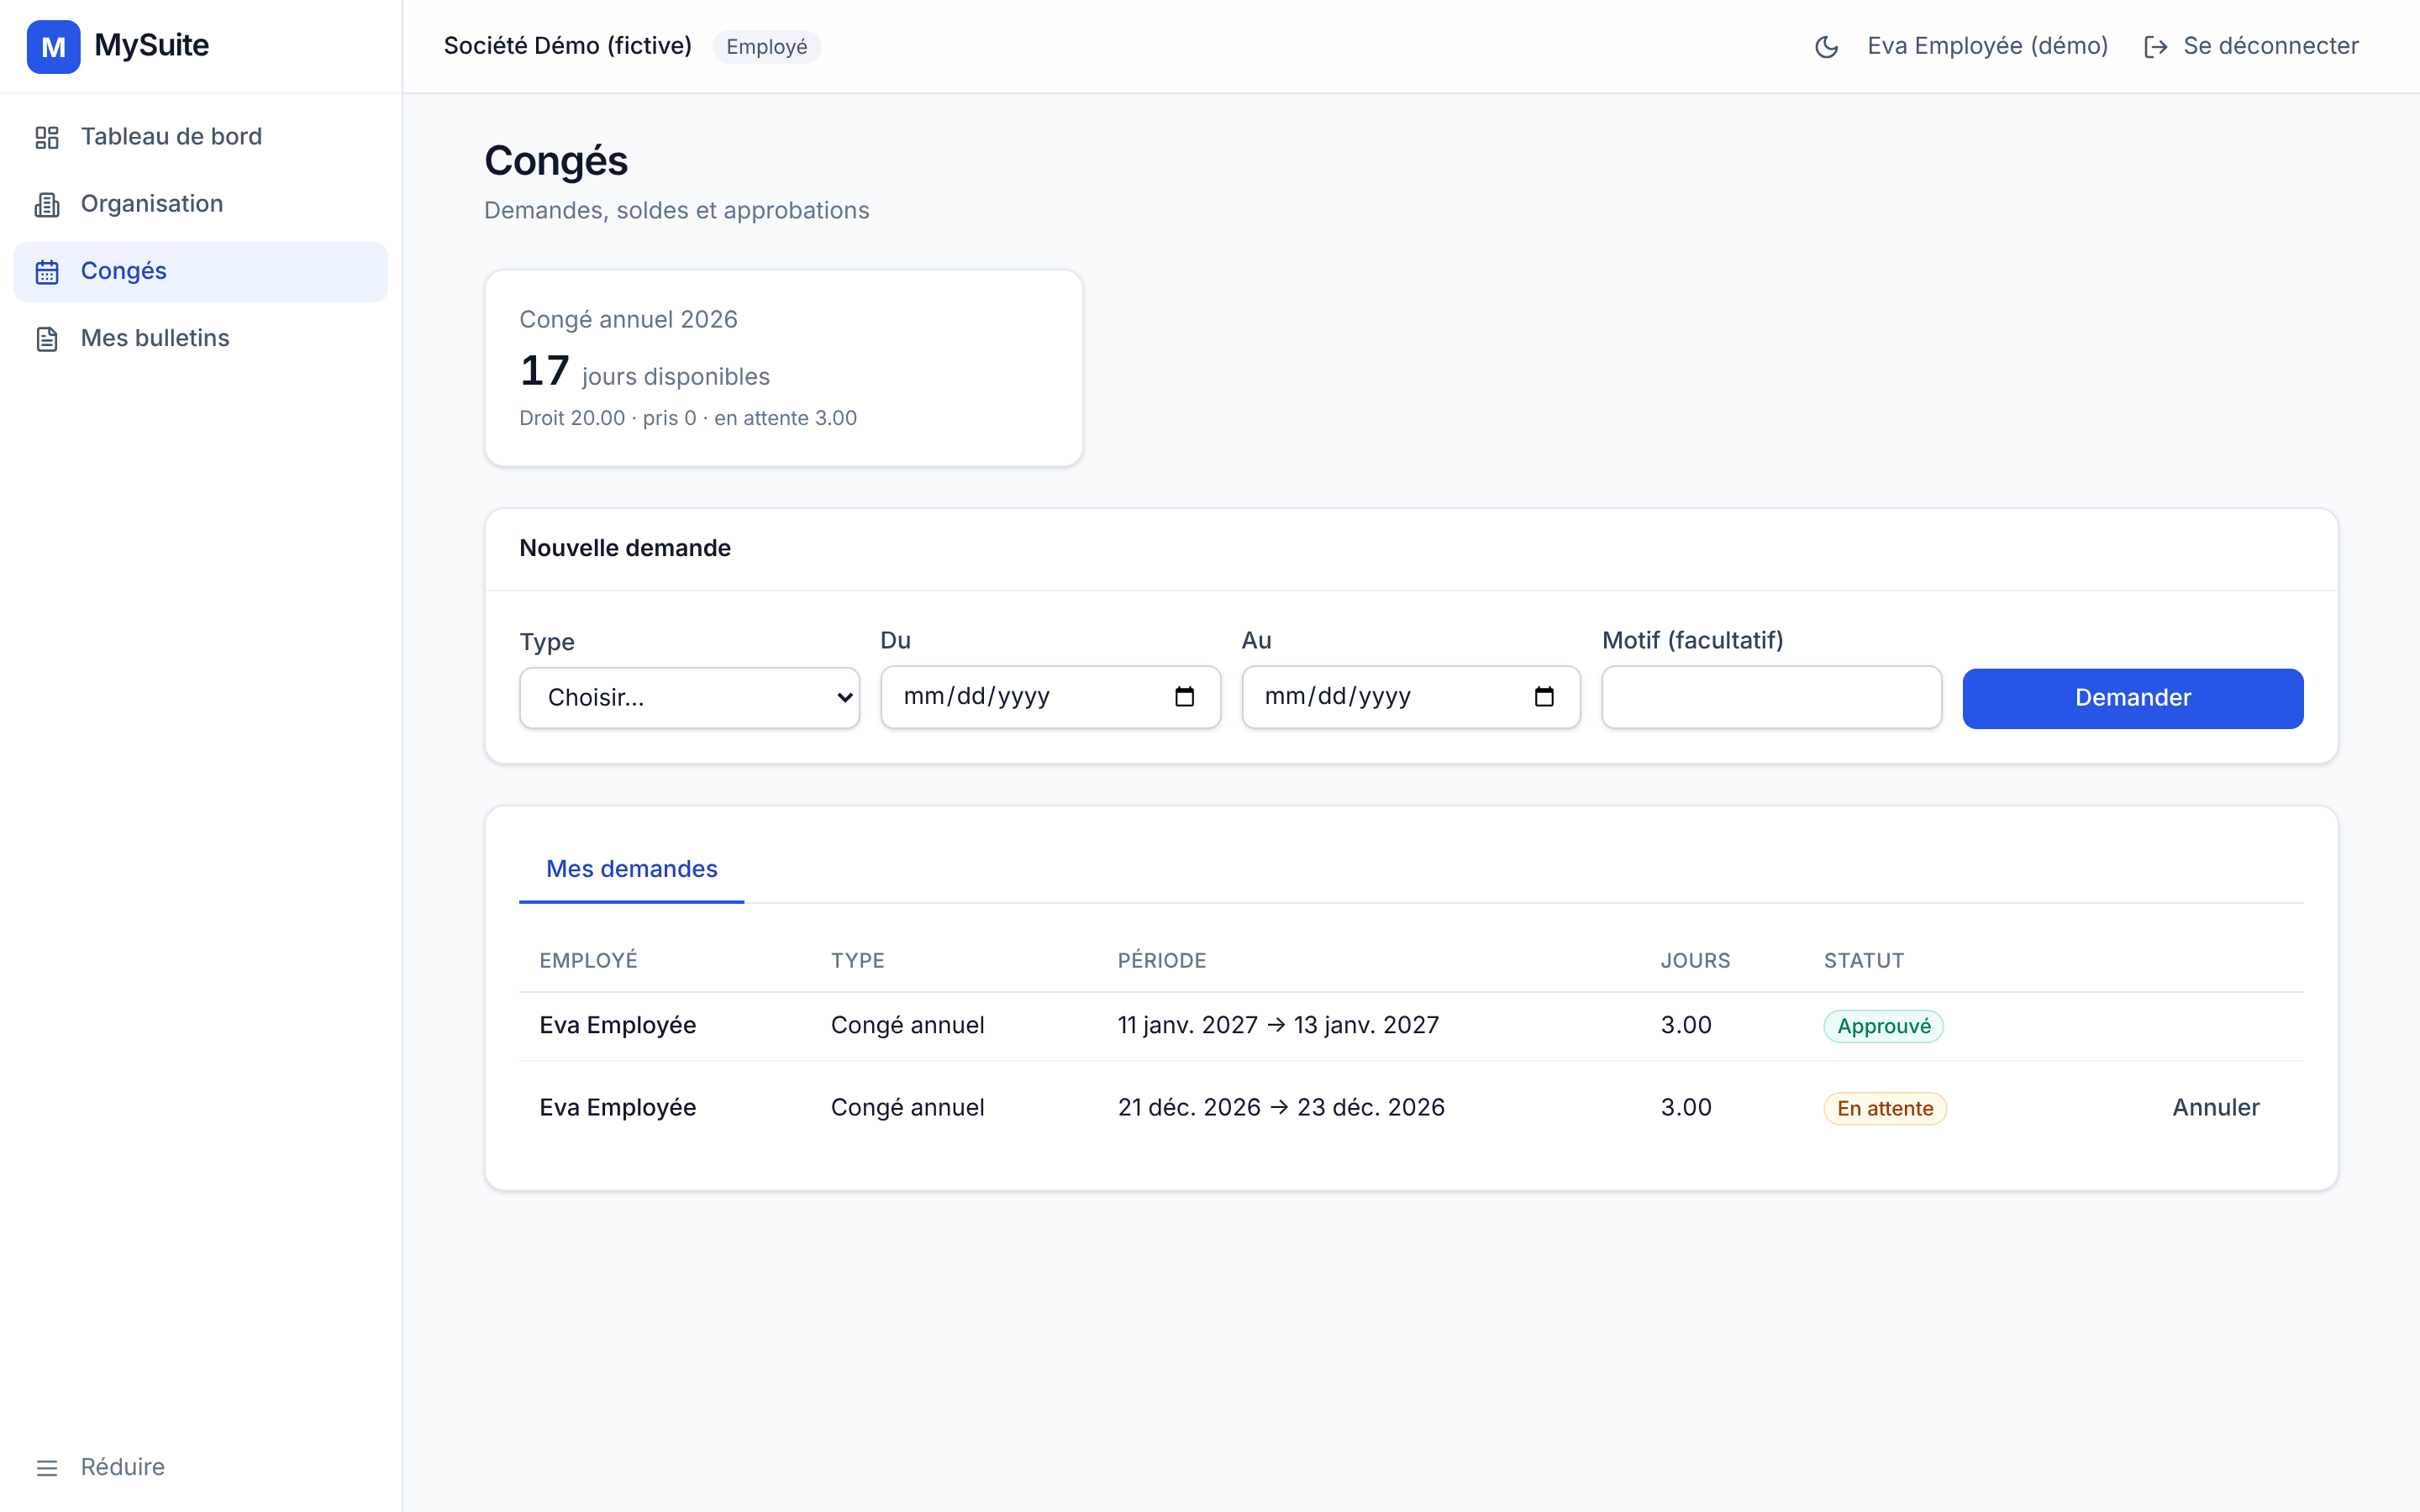 M MySuite
Société Démo (fictive) Employé
Eva Employée (démo) Se déconnecter
Tableau de bord
Organisation
Congés
Mes bulletins
Réduire
Congés
Demandes, soldes et approbations
Congé annuel 2026
17 jours disponibles
Droit 20.00 · pris 0 · en attente 3.00
Nouvelle demande
Type Du Au Motif (facultatif)
Choisir... mm/dd/yyyy mm/dd/yyyy Demander
Mes demandes
EMPLOYÉ TYPE PÉRIODE JOURS STATUT
Eva Employée Congé annuel 11 janv. 2027 → 13 janv. 2027 3.00 Approuvé
Eva Employée Congé annuel 21 déc. 2026 → 23 déc. 2026 3.00 En attente Annuler